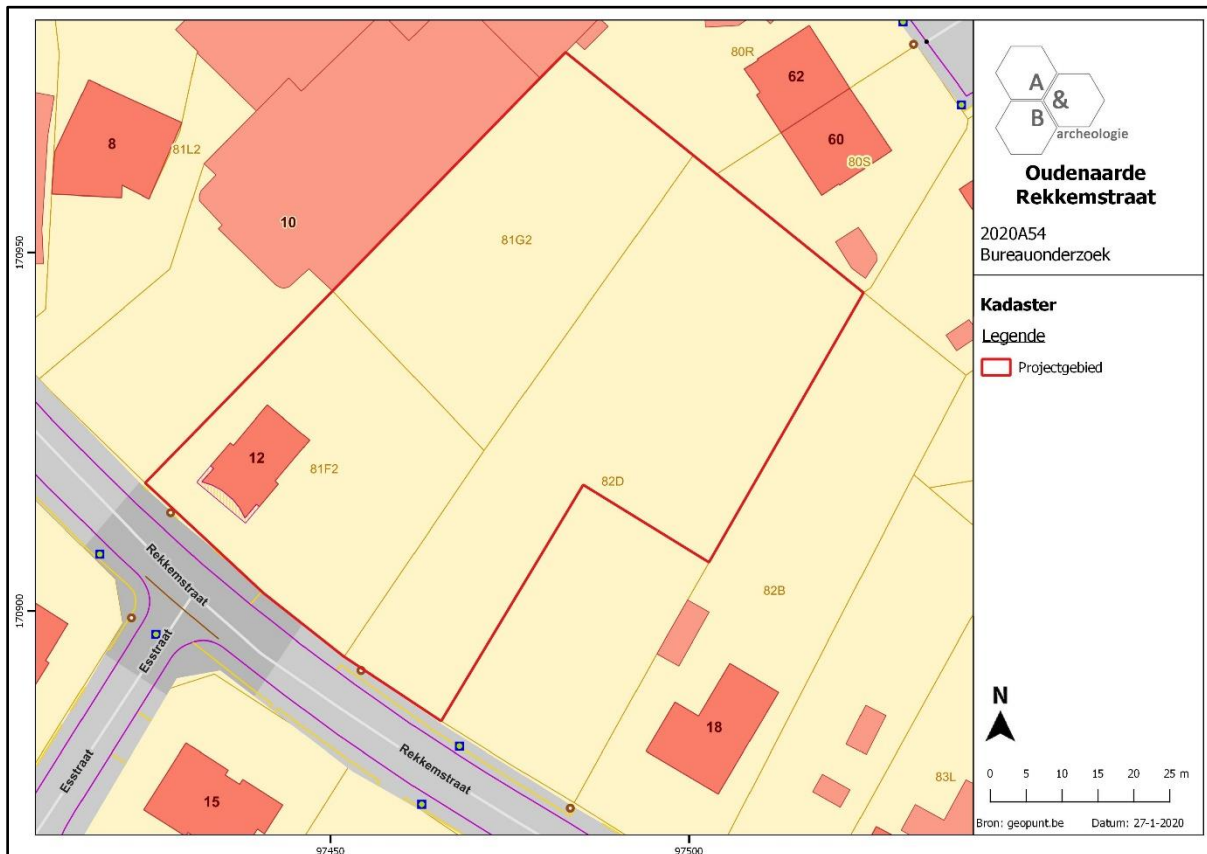 80R
62
60
80S
8
81L2
10
81G2
12
81F2
82D
82B
18
83L
15
Rekkemstraat
Esstraat
Rekkemstraat
Esstraat
170950
170900
97450
97500
A
&
B
archeologie
Oudenaarde
Rekkemstraat
2020A54
Bureauonderzoek
Kadaster
Legende
Projectgebied
N
0 5 10 15 20 25 m
Bron: geopunt.be Datum: 27-1-2020